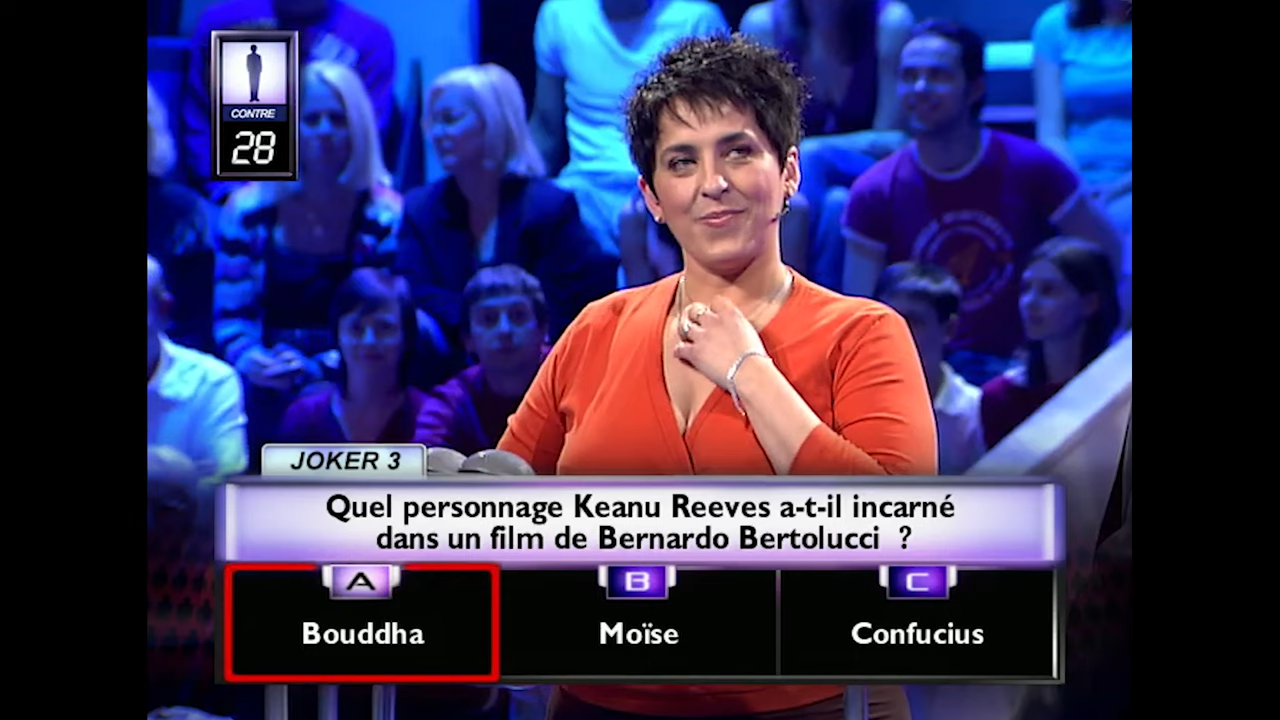 CONTRE
28
JOKER 3
Quel personnage Keanu Reeves a-t-il incarné
dans un film de Bernardo Bertolucci ?
A
B
C
Bouddha
Moïse
Confucius